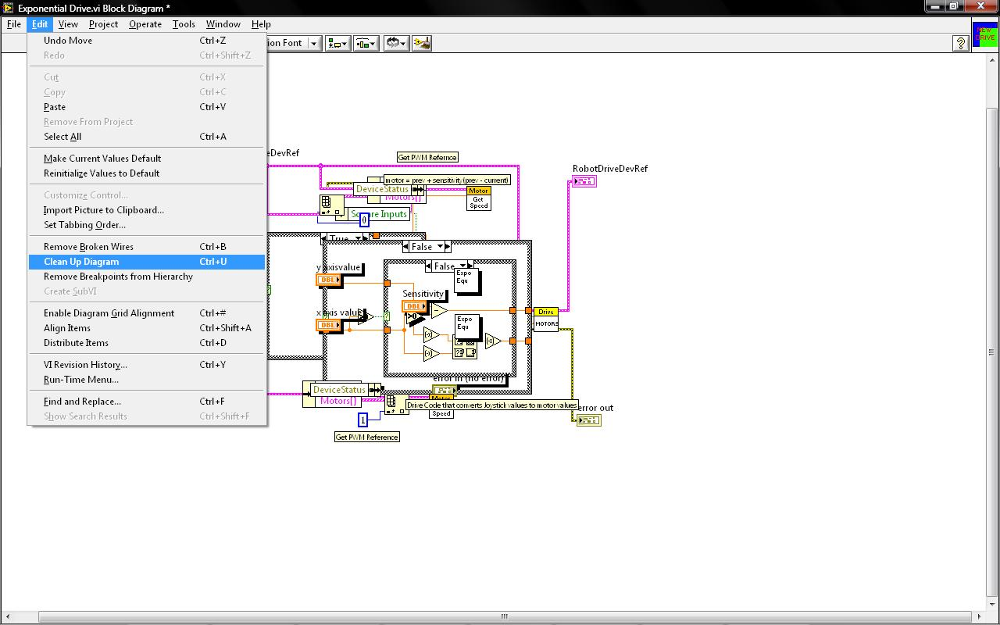 Exponential Drive.vi Block Diagram *
File Edit View Project Operate Tools Window Help
ion Font
?
NEW DRIVE
Undo Move Ctrl+Z
Redo Ctrl+Shift+Z
Cut Ctrl+X
Copy Ctrl+C
Paste Ctrl+V
Remove From Project
Select All Ctrl+A
Make Current Values Default
Reinitialize Values to Default
Customize Control...
Import Picture to Clipboard...
Set Tabbing Order...
Remove Broken Wires Ctrl+B
Clean Up Diagram Ctrl+U
Remove Breakpoints from Hierarchy
Create SubVI
Enable Diagram Grid Alignment Ctrl+#
Align Items Ctrl+Shift+A
Distribute Items Ctrl+D
VI Revision History... Ctrl+Y
Run-Time Menu...
Find and Replace... Ctrl+F
Show Search Results Ctrl+Shift+F
eDevRef
Get PWM Refernce
RobotDriveDevRef
motor = prev + sensitivity(prev - current)
DeviceStatus
Motors[]
Motor
Get
Speed
Square Inputs
0
True
False
False
y axisvalue
DBL
Expo
Equ
Sensitivity
DBL
x axis value
DBL
>0
?
Expo
Equ
Drive
MOTORS
error in (no error)
DeviceStatus
Motors[]
Motor
Speed
Drive Code that converts Joystick values to motor values
error out
1
Get PWM Reference